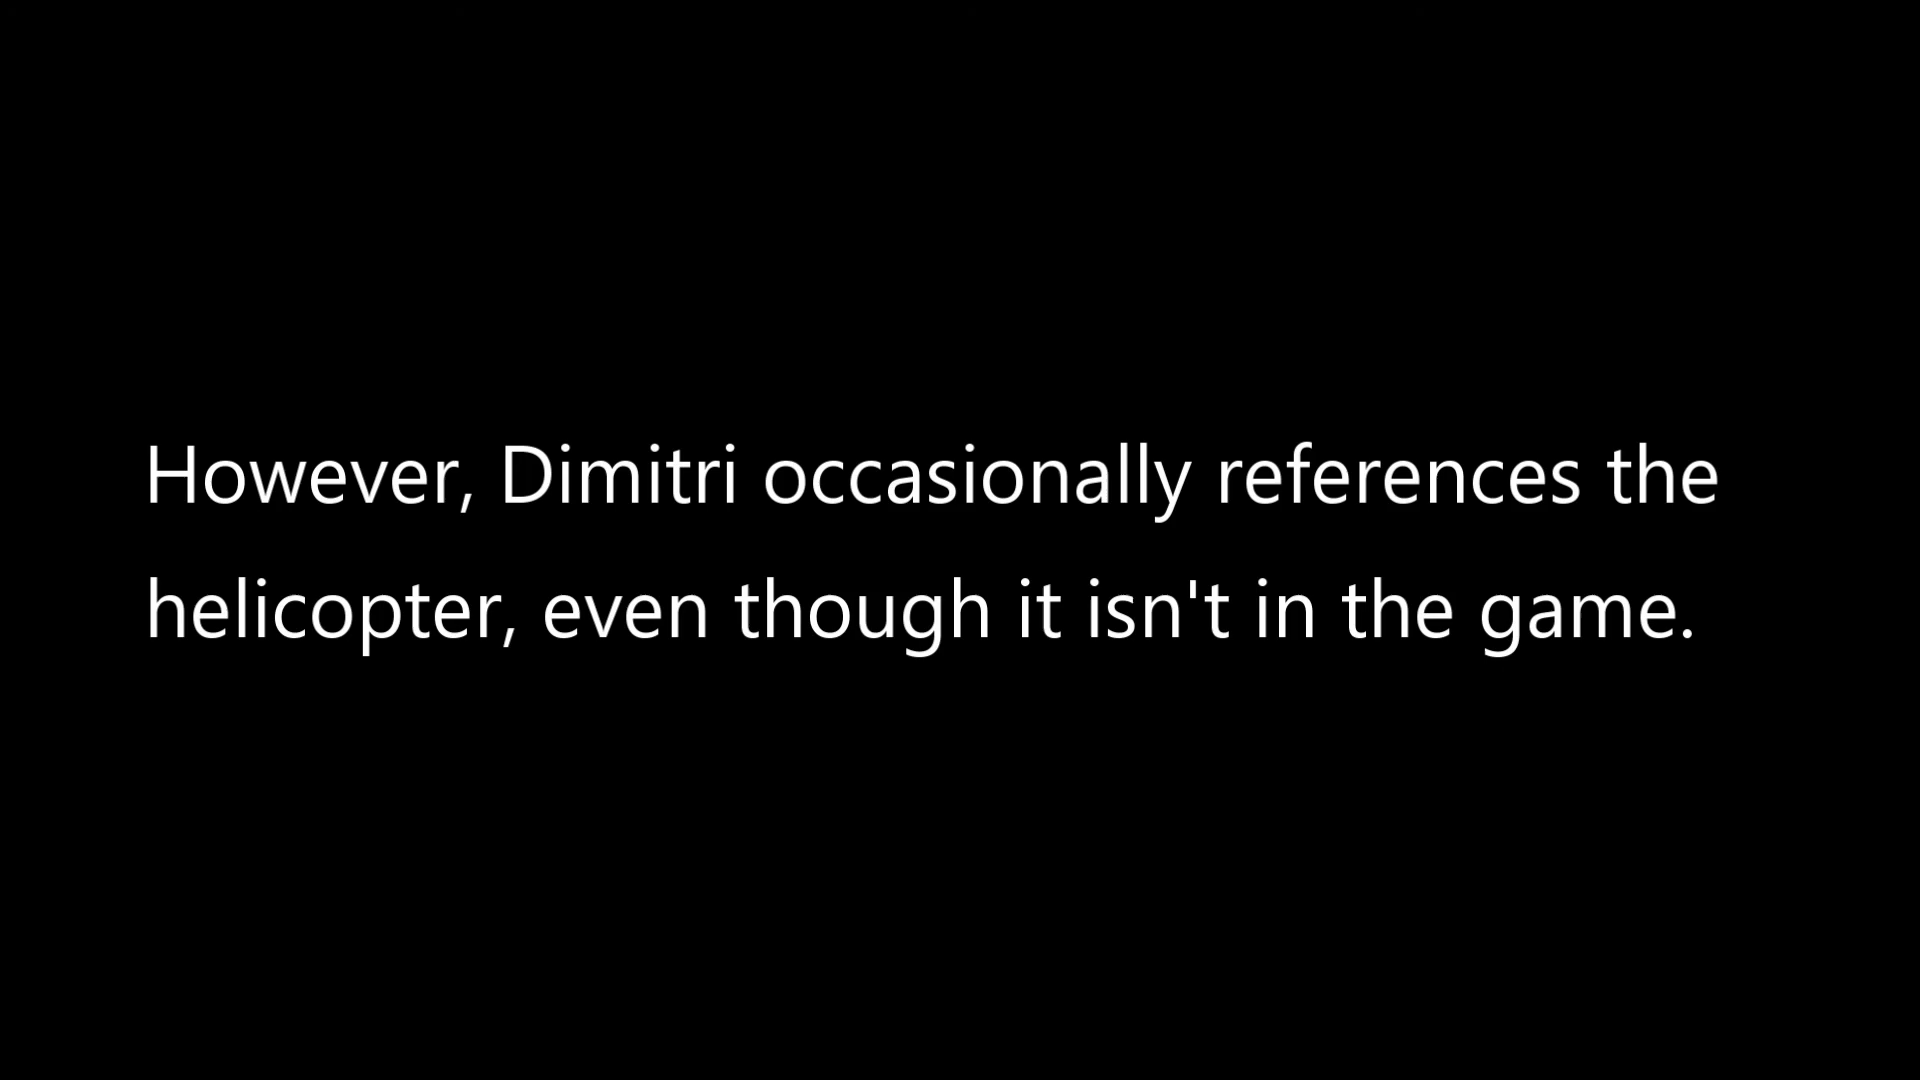 However, Dimitri occasionally references the
helicopter, even though it isn't in the game.